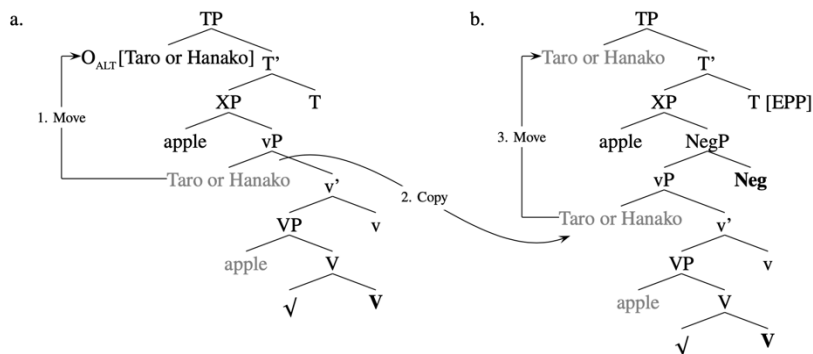 a.
TP
O_ALT [Taro or Hanako]
T’
XP
T
1. Move
apple
vP
Taro or Hanako
v’
2. Copy
VP
v
apple
V
√
V
b.
TP
Taro or Hanako
T’
XP
T [EPP]
3. Move
apple
NegP
vP
Neg
Taro or Hanako
v’
VP
v
apple
V
√
V